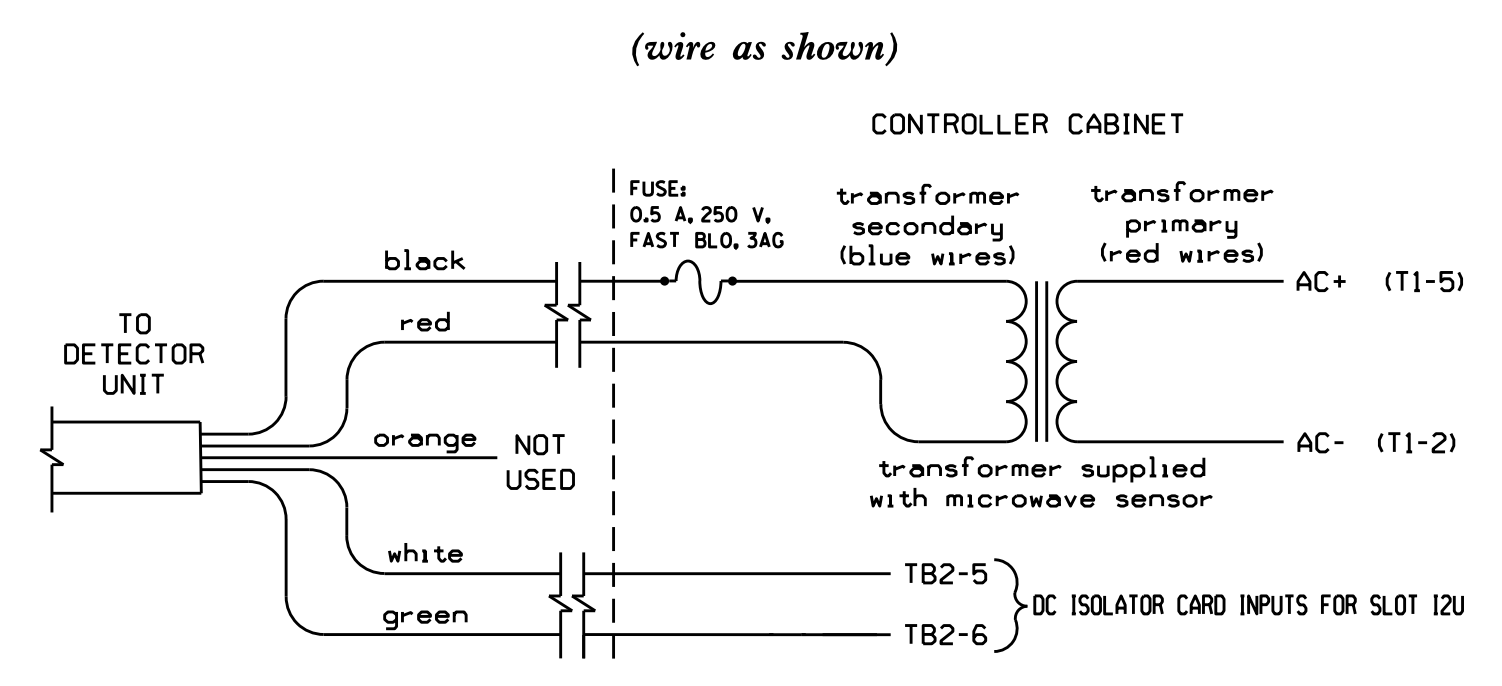 (wire as shown)
CONTROLLER CABINET
FUSE:
0.5 A, 250 V,
FAST BLO, 3AG
transformer
secondary
(blue wires)
transformer
primary
(red wires)
black
AC+ (T1-5)
red
TO
DETECTOR
UNIT
orange
NOT
USED
AC- (T1-2)
transformer supplied
with microwave sensor
white
TB2-5
DC ISOLATOR CARD INPUTS FOR SLOT I2U
green
TB2-6